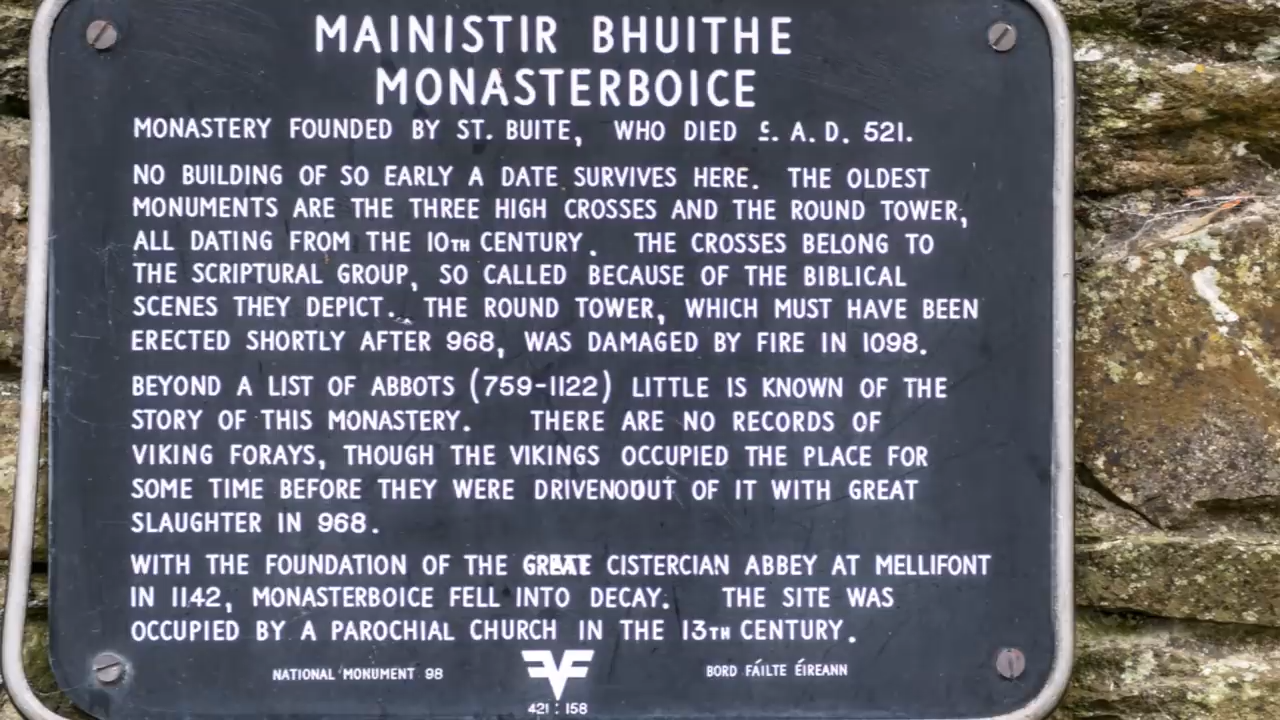 MAINISTIR BHUITHE
MONASTERBOICE
MONASTERY FOUNDED BY ST. BUITE, WHO DIED C. A.D. 521.
NO BUILDING OF SO EARLY A DATE SURVIVES HERE. THE OLDEST
MONUMENTS ARE THE THREE HIGH CROSSES AND THE ROUND TOWER,
ALL DATING FROM THE 10TH CENTURY. THE CROSSES BELONG TO
THE SCRIPTURAL GROUP, SO CALLED BECAUSE OF THE BIBLICAL
SCENES THEY DEPICT. THE ROUND TOWER, WHICH MUST HAVE BEEN
ERECTED SHORTLY AFTER 968, WAS DAMAGED BY FIRE IN 1098.
BEYOND A LIST OF ABBOTS (759-1122) LITTLE IS KNOWN OF THE
STORY OF THIS MONASTERY. THERE ARE NO RECORDS OF
VIKING FORAYS, THOUGH THE VIKINGS OCCUPIED THE PLACE FOR
SOME TIME BEFORE THEY WERE DRIVENOOUT OF IT WITH GREAT
SLAUGHTER IN 968.
WITH THE FOUNDATION OF THE GREAT CISTERCIAN ABBEY AT MELLIFONT
IN 1142, MONASTERBOICE FELL INTO DECAY. THE SITE WAS
OCCUPIED BY A PAROCHIAL CHURCH IN THE 13TH CENTURY.
NATIONAL MONUMENT 98 BORD FÁILTE ÉIREANN
421 : 158